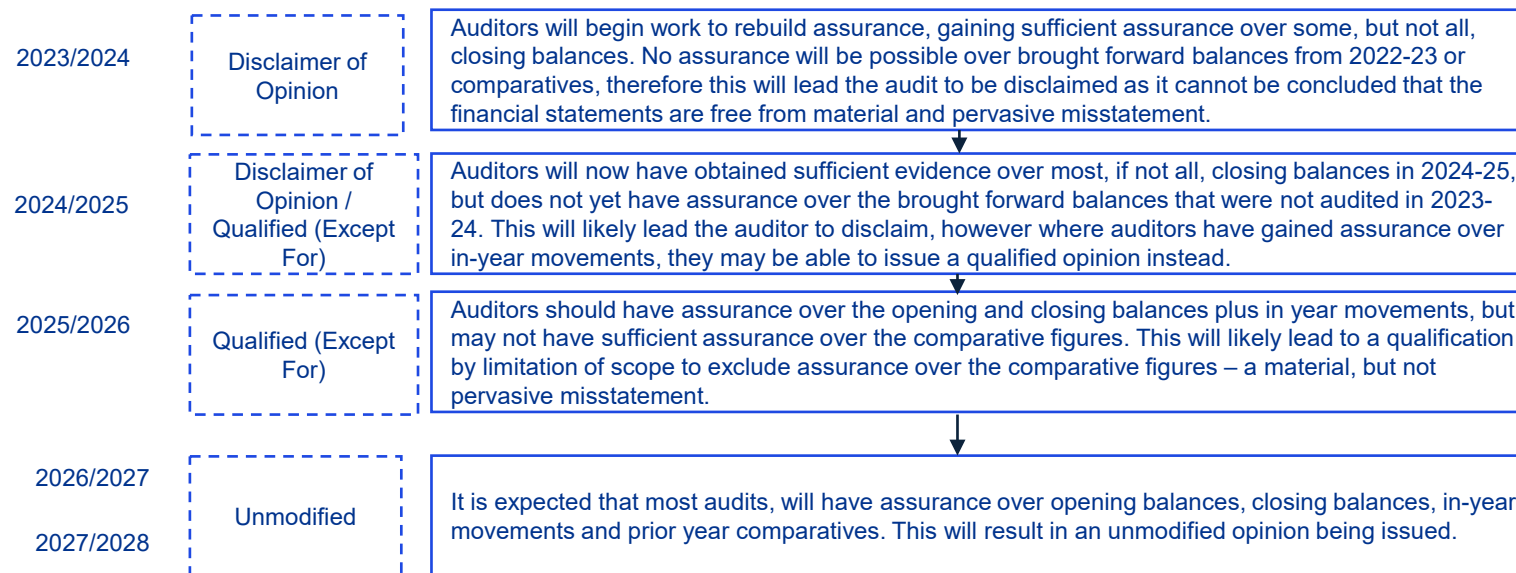 2023/2024
Disclaimer of
Opinion
Auditors will begin work to rebuild assurance, gaining sufficient assurance over some, but not all,
closing balances. No assurance will be possible over brought forward balances from 2022-23 or
comparatives, therefore this will lead the audit to be disclaimed as it cannot be concluded that the
financial statements are free from material and pervasive misstatement.
2024/2025
Disclaimer of
Opinion /
Qualified (Except
For)
Auditors will now have obtained sufficient evidence over most, if not all, closing balances in 2024-25,
but does not yet have assurance over the brought forward balances that were not audited in 2023-
24. This will likely lead the auditor to disclaim, however where auditors have gained assurance over
in-year movements, they may be able to issue a qualified opinion instead.
2025/2026
Qualified (Except
For)
Auditors should have assurance over the opening and closing balances plus in year movements, but
may not have sufficient assurance over the comparative figures. This will likely lead to a qualification
by limitation of scope to exclude assurance over the comparative figures – a material, but not
pervasive misstatement.
2026/2027
2027/2028
Unmodified
It is expected that most audits, will have assurance over opening balances, closing balances, in-year
movements and prior year comparatives. This will result in an unmodified opinion being issued.